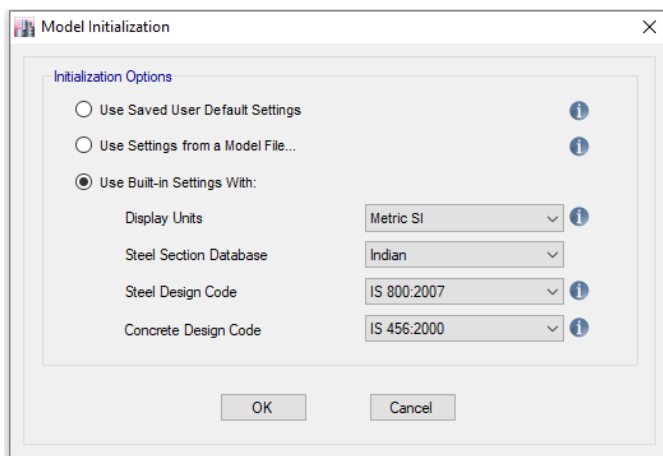 Model Initialization
Initialization Options
Use Saved User Default Settings
Use Settings from a Model File...
Use Built-in Settings With:
Display Units Metric SI
Steel Section Database Indian
Steel Design Code IS 800:2007
Concrete Design Code IS 456:2000
OK Cancel